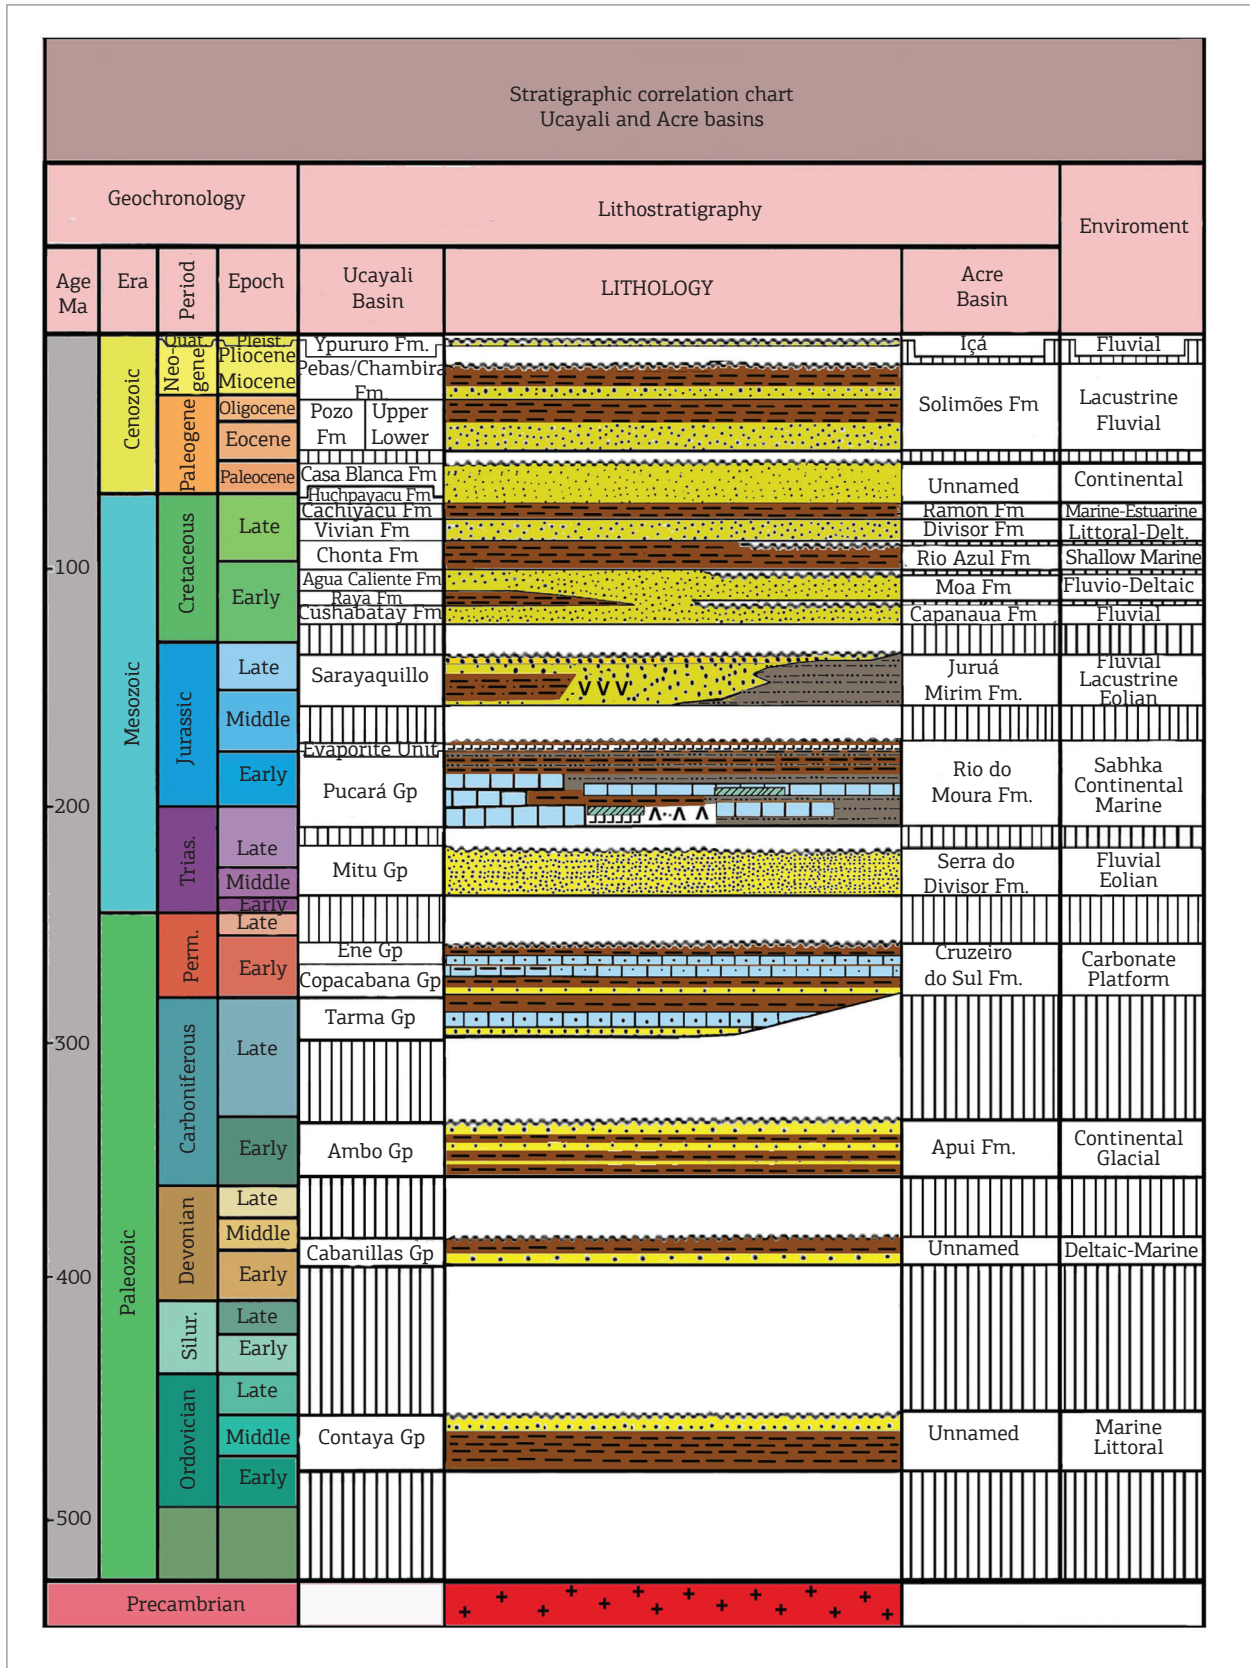 Stratigraphic correlation chart
Ucayali and Acre basins
Geochronology
Lithostratigraphy
Enviroment
Age
Ma
Era
Period
Epoch
Ucayali
Basin
LITHOLOGY
Acre
Basin
-100
-200
-300
-400
-500
Cenozoic
Mesozoic
Paleozoic
Quat.
Neo-
gene
Paleogene
Cretaceous
Jurassic
Trias.
Perm.
Carboniferous
Devonian
Silur.
Ordovician
Pleist.
Pliocene
Miocene
Oligocene
Eocene
Paleocene
Late
Early
Late
Middle
Early
Late
Middle
Early
Late
Early
Late
Early
Late
Middle
Early
Late
Early
Late
Middle
Early
Ypururo Fm.
Pebas/Chambira
Fm.
Pozo
Fm
Upper
Lower
Casa Blanca Fm
Huchpayacu Fm
Cachiyacu Fm
Vivian Fm
Chonta Fm
Agua Caliente Fm
Raya Fm
Cushabatay Fm
Sarayaquillo
Evaporite Unit
Pucará Gp
Mitu Gp
Ene Gp
Copacabana Gp
Tarma Gp
Ambo Gp
Cabanillas Gp
Contaya Gp
Içá
Solimões Fm
Unnamed
Ramon Fm
Divisor Fm
Rio Azul Fm
Moa Fm
Capanaua Fm
Juruá
Mirim Fm.
Rio do
Moura Fm.
Serra do
Divisor Fm.
Cruzeiro
do Sul Fm.
Apui Fm.
Unnamed
Unnamed
Fluvial
Lacustrine
Fluvial
Continental
Marine-Estuarine
Littoral-Delt.
Shallow Marine
Fluvio-Deltaic
Fluvial
Fluvial
Lacustrine
Eolian
Sabhka
Continental
Marine
Fluvial
Eolian
Carbonate
Platform
Continental
Glacial
Deltaic-Marine
Marine
Littoral
Precambrian